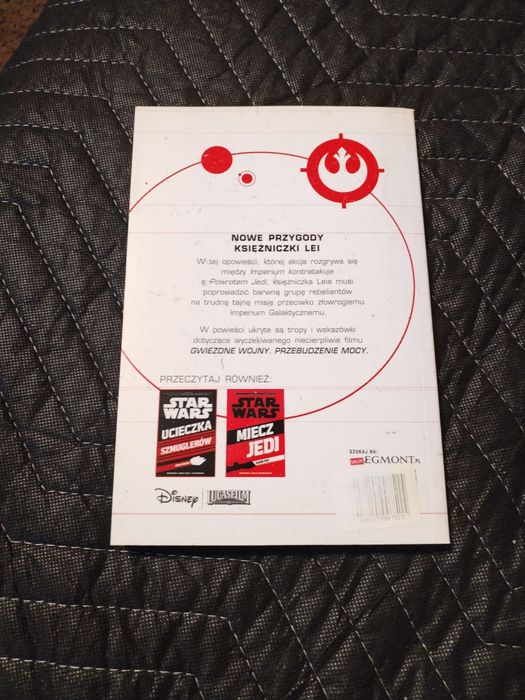 NOWE PRZYGODY
KSIĘŻNICZKI LEI
W tej opowieści, której akcja rozgrywa się
między Imperium kontratakuje
a Powrotem Jedi, księżniczka Leia musi
poprowadzić barwną grupę rebeliantów
na trudną tajną misję przeciwko złowrogiemu
Imperium Galaktycznemu.
W powieści ukryte są tropy i wskazówki
dotyczące wyczekiwanego niecierpliwie filmu
GWIEZDNE WOJNY. PRZEBUDZENIE MOCY.
PRZECZYTAJ RÓWNIEŻ:
STAR WARS
UCIECZKA
SZMUGLERÓW
STAR WARS
MIECZ
JEDI
SZUKAJ NA:
SKLEP EGMONT.PL
DISNEY
LUCASFILM